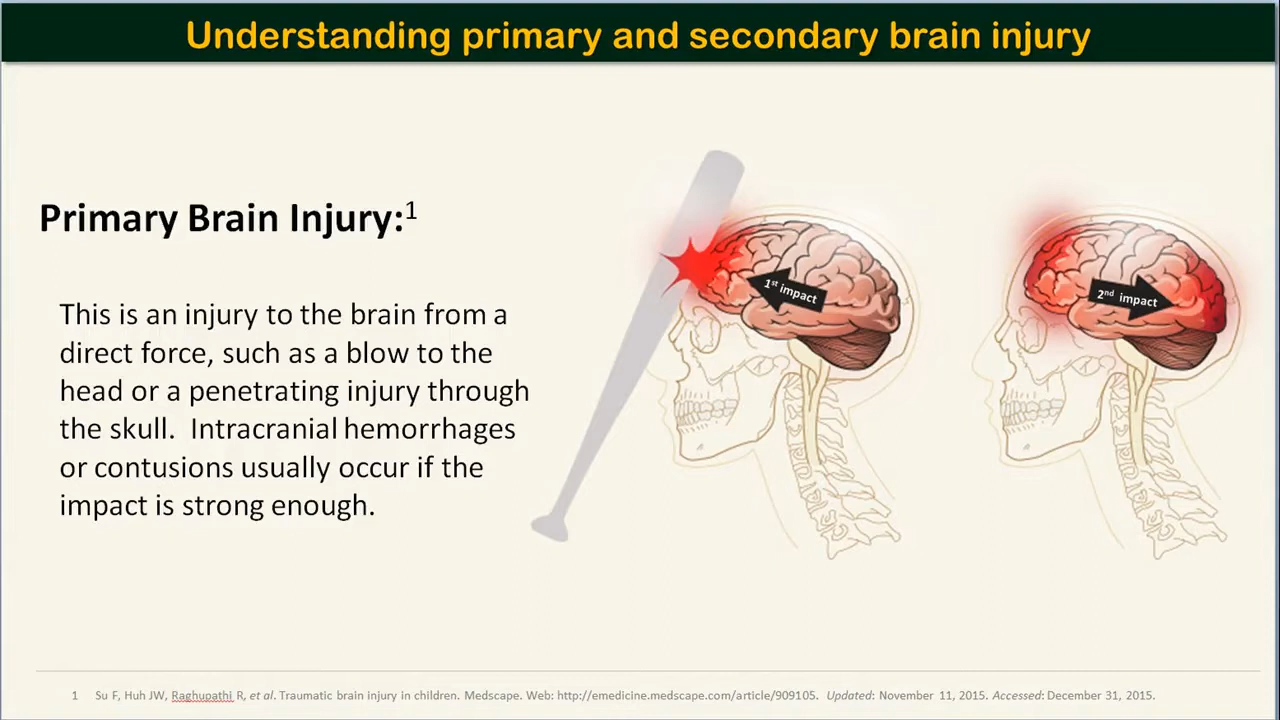 Understanding primary and secondary brain injury
Primary Brain Injury:1
This is an injury to the brain from a
direct force, such as a blow to the
head or a penetrating injury through
the skull.  Intracranial hemorrhages
or contusions usually occur if the
impact is strong enough.
1st impact
2nd impact
1 Su F, Huh JW, Raghupathi R, et al. Traumatic brain injury in children. Medscape. Web: http://emedicine.medscape.com/article/909105.  Updated: November 11, 2015. Accessed: December 31, 2015.